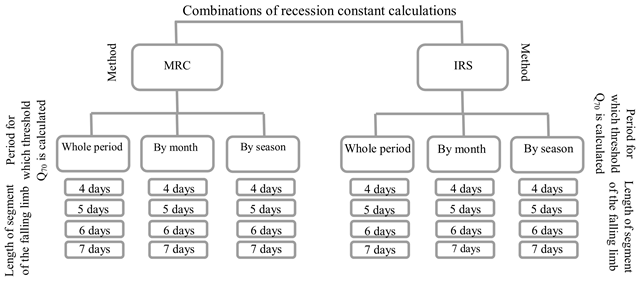 Combinations of recession constant calculations
Method
MRC
IRS
Method
Period for
which threshold
Q70 is calculated
Whole period
By month
By season
Whole period
By month
By season
Period for
which threshold
Q70 is calculated
Length of segment
of the falling limb
4 days
4 days
4 days
4 days
4 days
4 days
5 days
5 days
5 days
5 days
5 days
5 days
6 days
6 days
6 days
6 days
6 days
6 days
7 days
7 days
7 days
7 days
7 days
7 days
Length of segment
of the falling limb